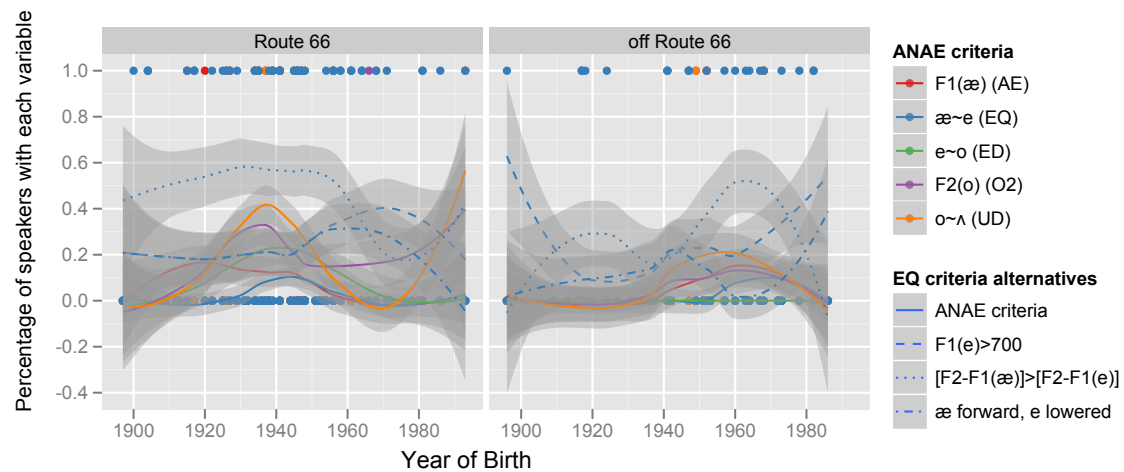 Route 66
off Route 66
Percentage of speakers with each variable
1.0
0.8
0.6
0.4
0.2
0.0
-0.2
-0.4
1900 1920 1940 1960 1980
1900 1920 1940 1960 1980
Year of Birth
ANAE criteria
F1(æ) (AE)
æ~e (EQ)
e~o (ED)
F2(o) (O2)
o~ʌ (UD)
EQ criteria alternatives
ANAE criteria
F1(e)>700
[F2-F1(æ)]>[F2-F1(e)]
æ forward, e lowered